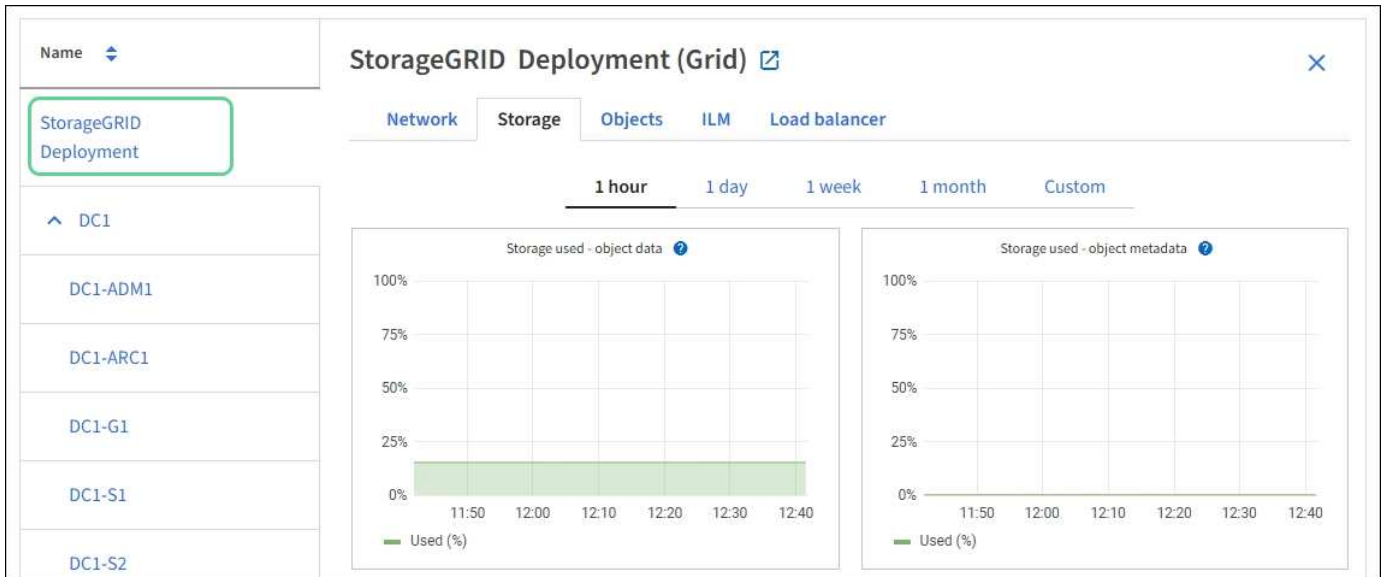 Name
StorageGRID
Deployment
DC1
DC1-ADM1
DC1-ARC1
DC1-G1
DC1-S1
DC1-S2
StorageGRID Deployment (Grid)
Network Storage Objects ILM Load balancer
1 hour 1 day 1 week 1 month Custom
Storage used - object data
100%
75%
50%
25%
0%
11:50 12:00 12:10 12:20 12:30 12:40
Used (%)
Storage used - object metadata
100%
75%
50%
25%
0%
11:50 12:00 12:10 12:20 12:30 12:40
Used (%)